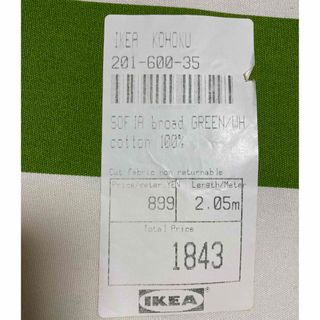 IKEA KOHOKU
201-600-35
SOFIA broad GREEN/WH
cotton 100%
Cut fabric non returnable
Price/meter.YEN Length/Meter
899 2.05m
Total Price
1843
IKEA